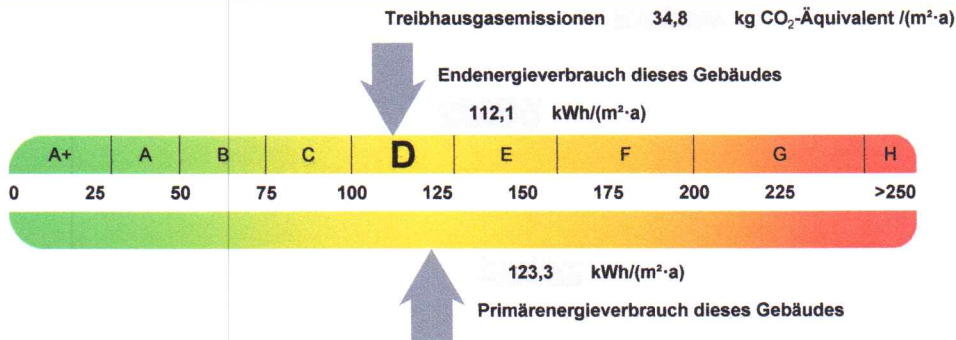 Treibhausgasemissionen 34,8 kg CO₂-Äquivalent /(m²·a)
Endenergieverbrauch dieses Gebäudes
112,1 kWh/(m²·a)
A+ A B C D E F G H
0 25 50 75 100 125 150 175 200 225 >250
123,3 kWh/(m²·a)
Primärenergieverbrauch dieses Gebäudes